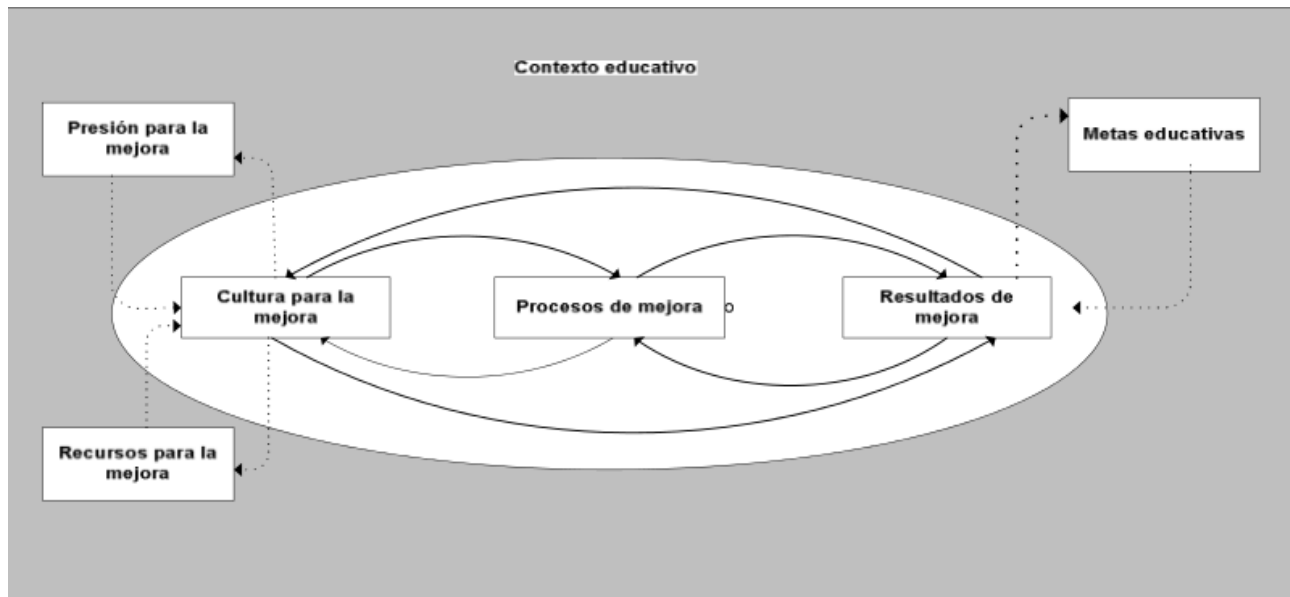 Contexto educativo
Presión para la
mejora
Metas educativas
Cultura para la
mejora
Procesos de mejora
Resultados de
mejora
Recursos para la
mejora